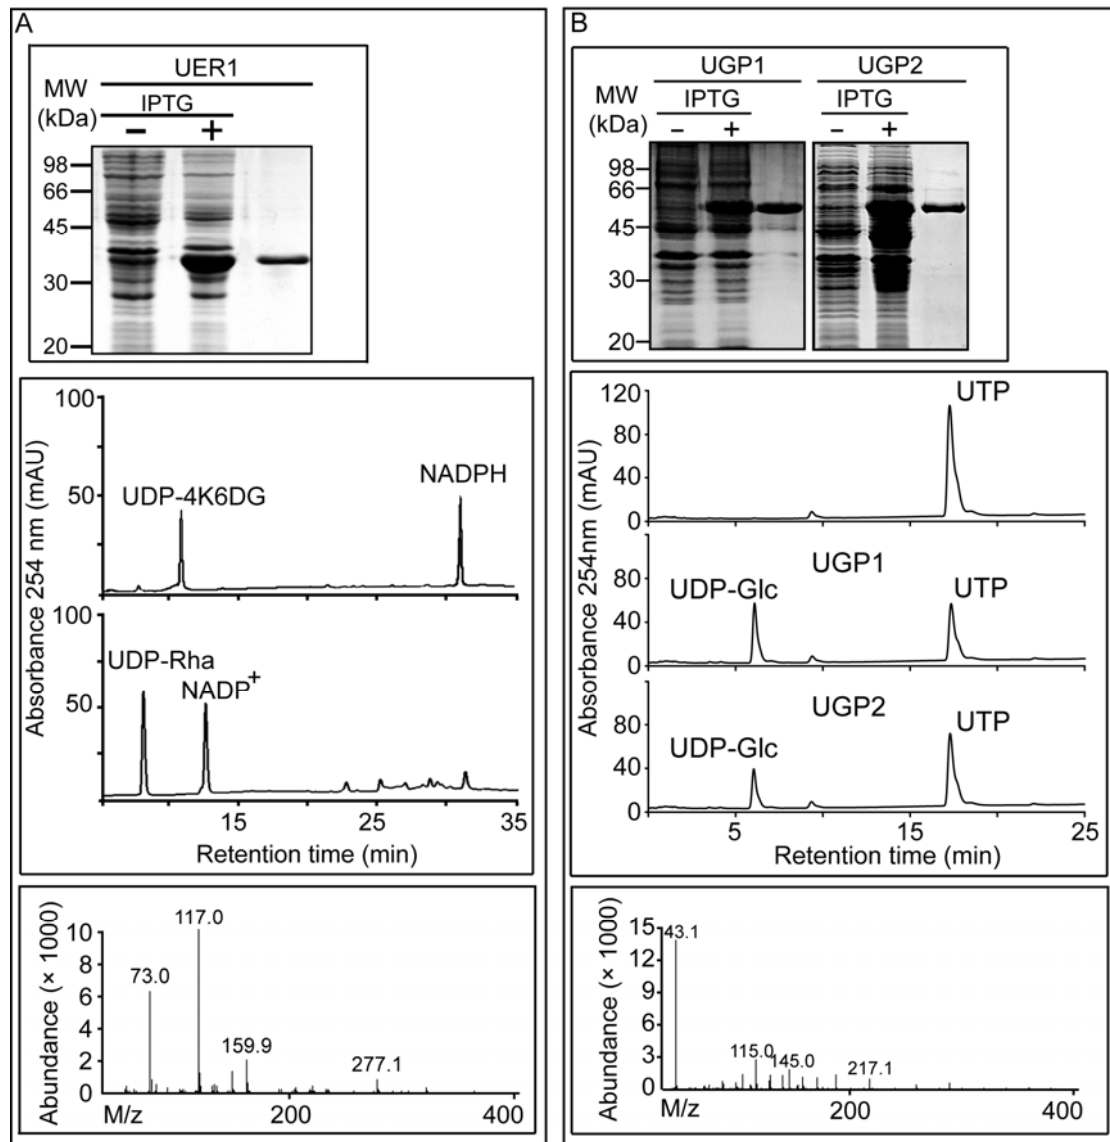 A
UER1
MW
(kDa)
IPTG
− +
98
66
45
30
20
100
50
0
UDP-4K6DG
NADPH
100
50
0
UDP-Rha
NADP+
Absorbance 254 nm (mAU)
15 25 35
Retention time (min)
10
8
6
4
2
0
Abundance (× 1000)
73.0
117.0
159.9
277.1
M/z 200 400
B
UGP1 UGP2
MW
(kDa)
IPTG IPTG
− + − +
98
66
45
30
20
120
80
40
0
UTP
UGP1
80
40
0
UDP-Glc
UTP
UGP2
80
40
0
UDP-Glc
UTP
Absorbance 254nm (mAU)
5 15 25
Retention time (min)
15
12
9
6
3
0
Abundance (× 1000)
43.1
115.0
145.0
217.1
M/z 200 400